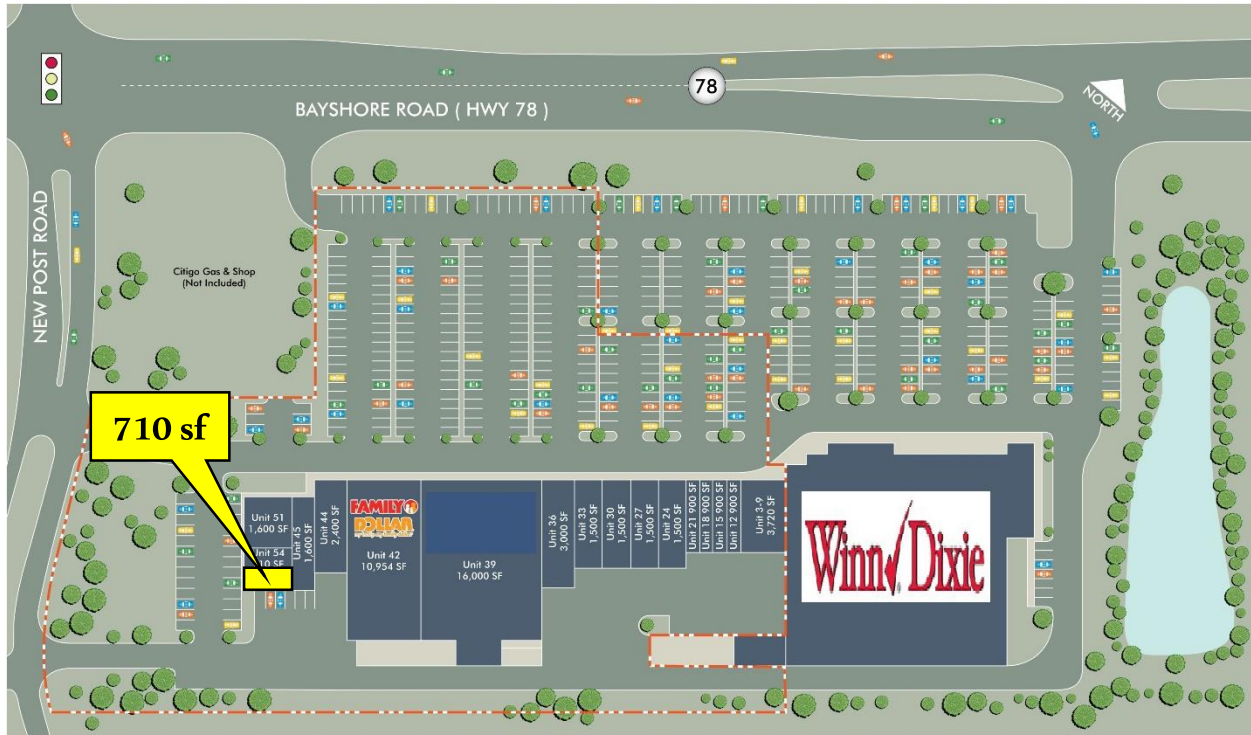 78
BAYSHORE ROAD ( HWY 78 )
NORTH
NEW POST ROAD
Citigo Gas & Shop
(Not Included)
710 sf
Unit 51
1,600 SF
Unit 54
SF
Unit 45
1,600 SF
Unit 44
2,400 SF
FAMILY
DOLLAR
Unit 42
10,954 SF
Unit 39
16,000 SF
Unit 36
3,000 SF
Unit 33
1,500 SF
Unit 30
1,500 SF
Unit 27
1,500 SF
Unit 24
1,500 SF
Unit 21 900 SF
Unit 18 900 SF
Unit 15 900 SF
Unit 12 900 SF
Unit 3-9
3,720 SF
Winn Dixie